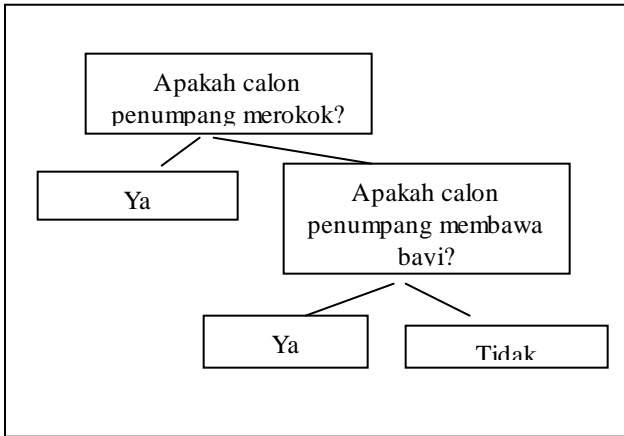 Apakah calon
penumpang merokok?
Ya
Apakah calon
penumpang membawa
bayi?
Ya
Tidak